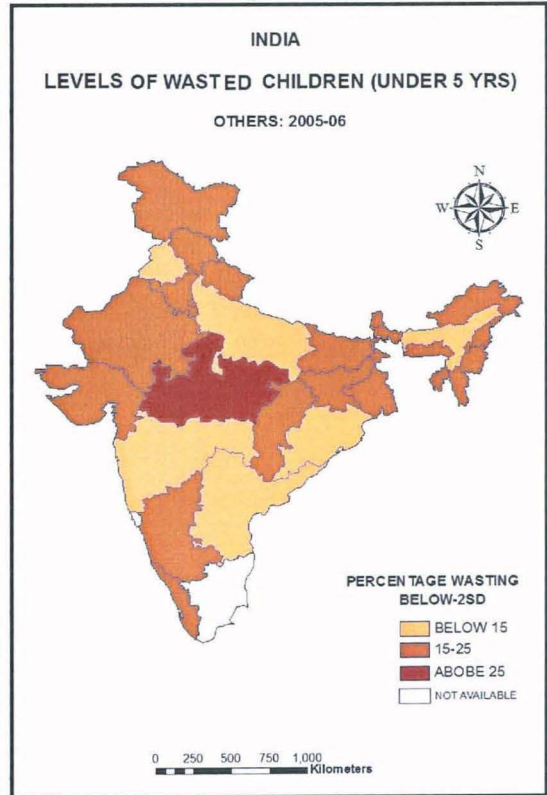 INDIA
LEVELS OF WASTED CHILDREN (UNDER 5 YRS)
OTHERS: 2005-06
N
W E
S
PERCENTAGE WASTING
BELOW-2SD
BELOW 15
15-25
ABOBE 25
NOT AVAILABLE
0 250 500 750 1,000
Kilometers